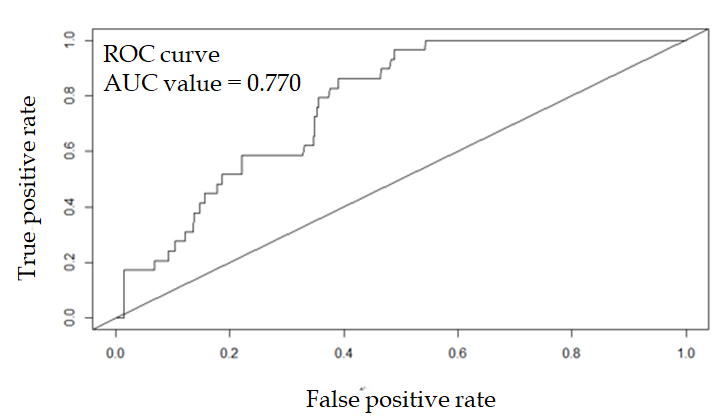 ROC curve
AUC value = 0.770
True positive rate
1.0
0.8
0.6
0.4
0.2
0.0
0.0 0.2 0.4 0.6 0.8 1.0
False positive rate